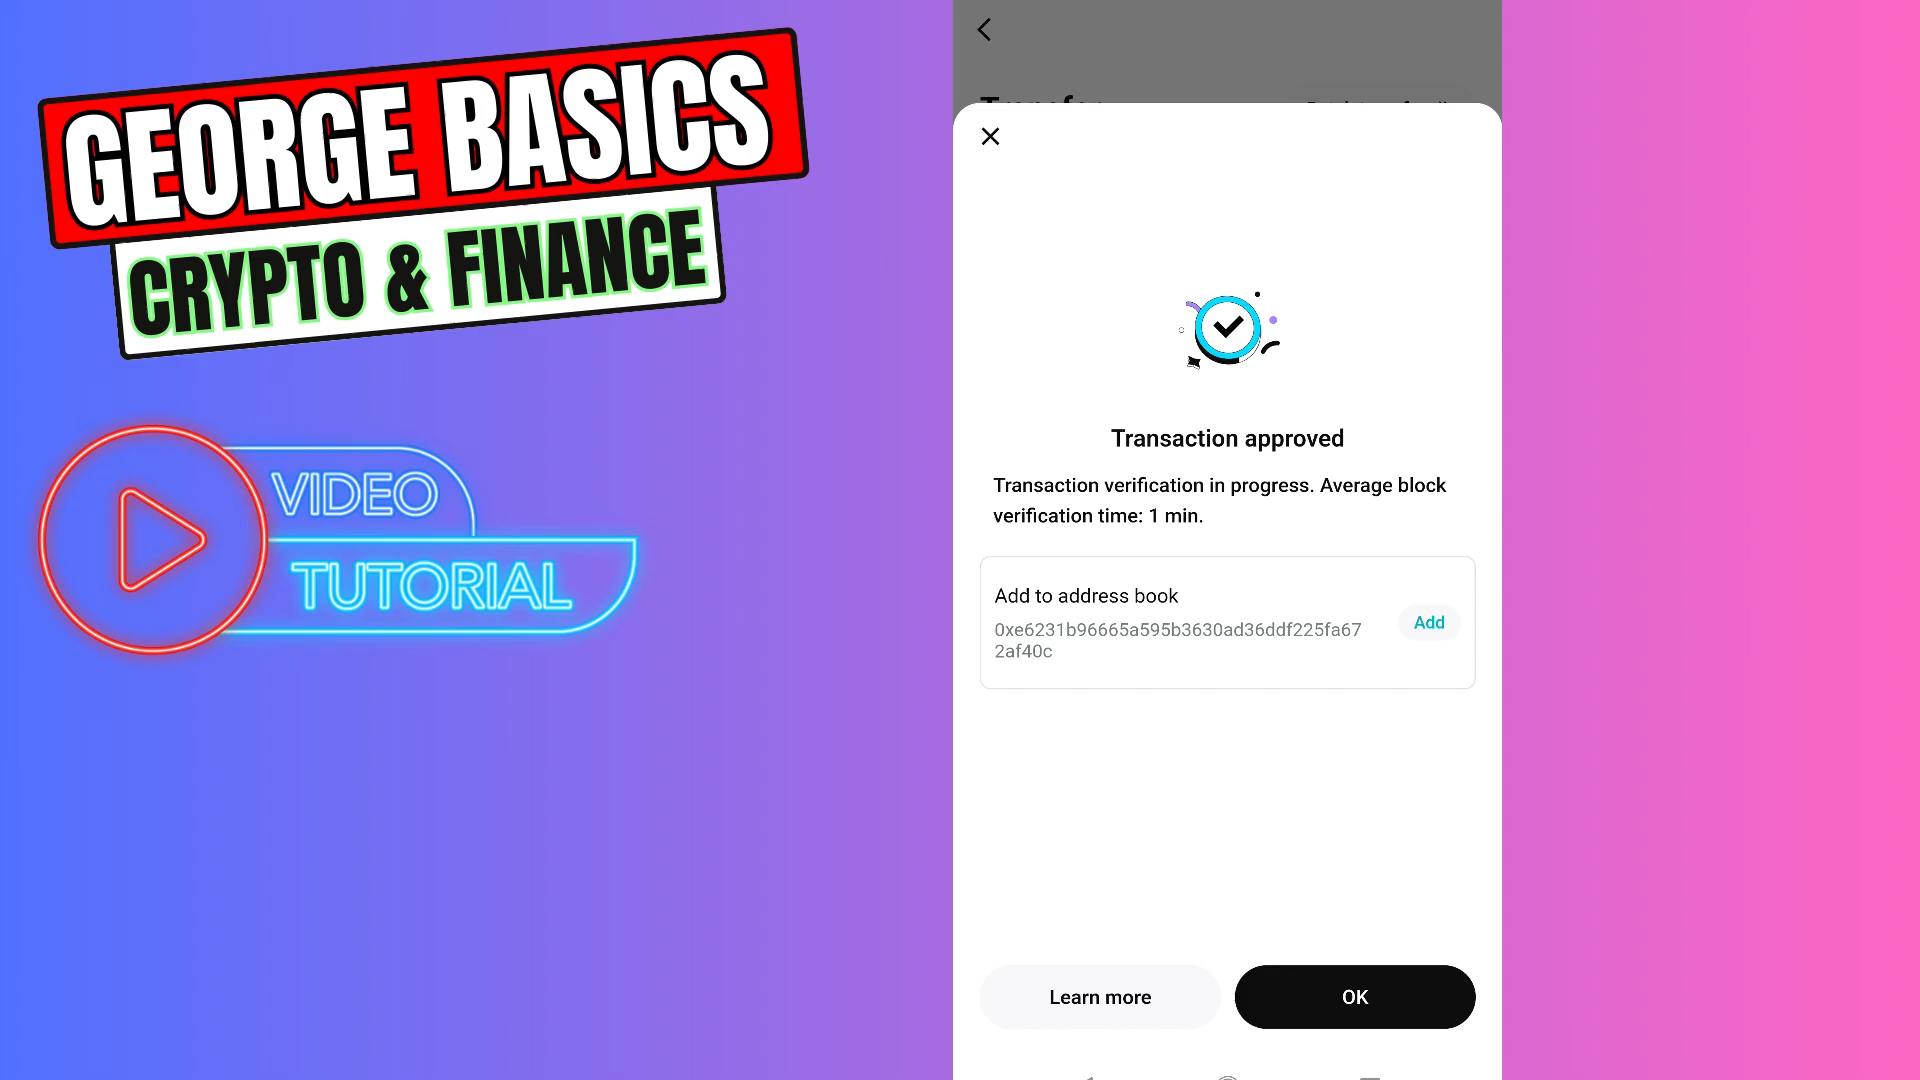 GEORGE BASICS
CRYPTO & FINANCE
VIDEO
TUTORIAL
Transaction approved
Transaction verification in progress. Average block
verification time: 1 min.
Add to address book
0xe6231b96665a595b3630ad36ddf225fa67
2af40c
Add
Learn more
OK